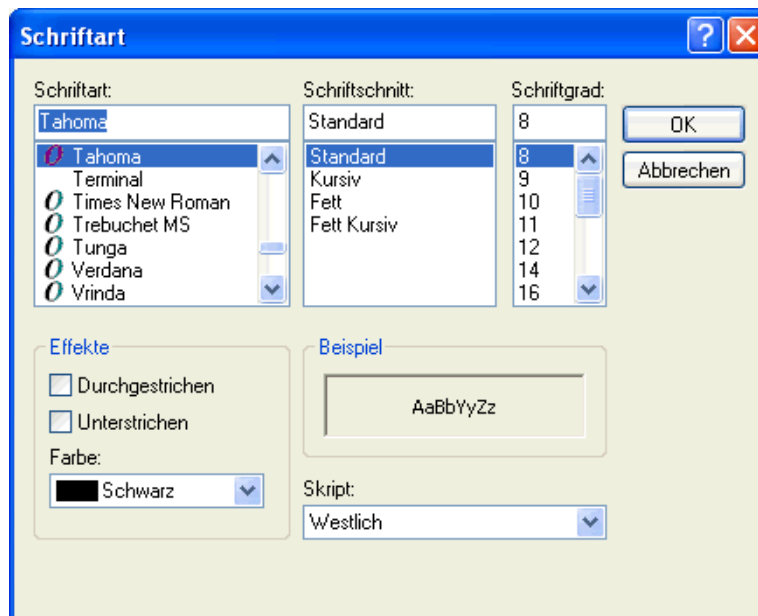 Schriftart
Schriftart:
Tahoma
Tahoma
Terminal
Times New Roman
Trebuchet MS
Tunga
Verdana
Vrinda
Schriftschnitt:
Standard
Standard
Kursiv
Fett
Fett Kursiv
Schriftgrad:
8
8
9
10
11
12
14
16
OK
Abbrechen
Effekte
Durchgestrichen
Unterstrichen
Farbe:
Schwarz
Beispiel
AaBbYyZz
Skript:
Westlich